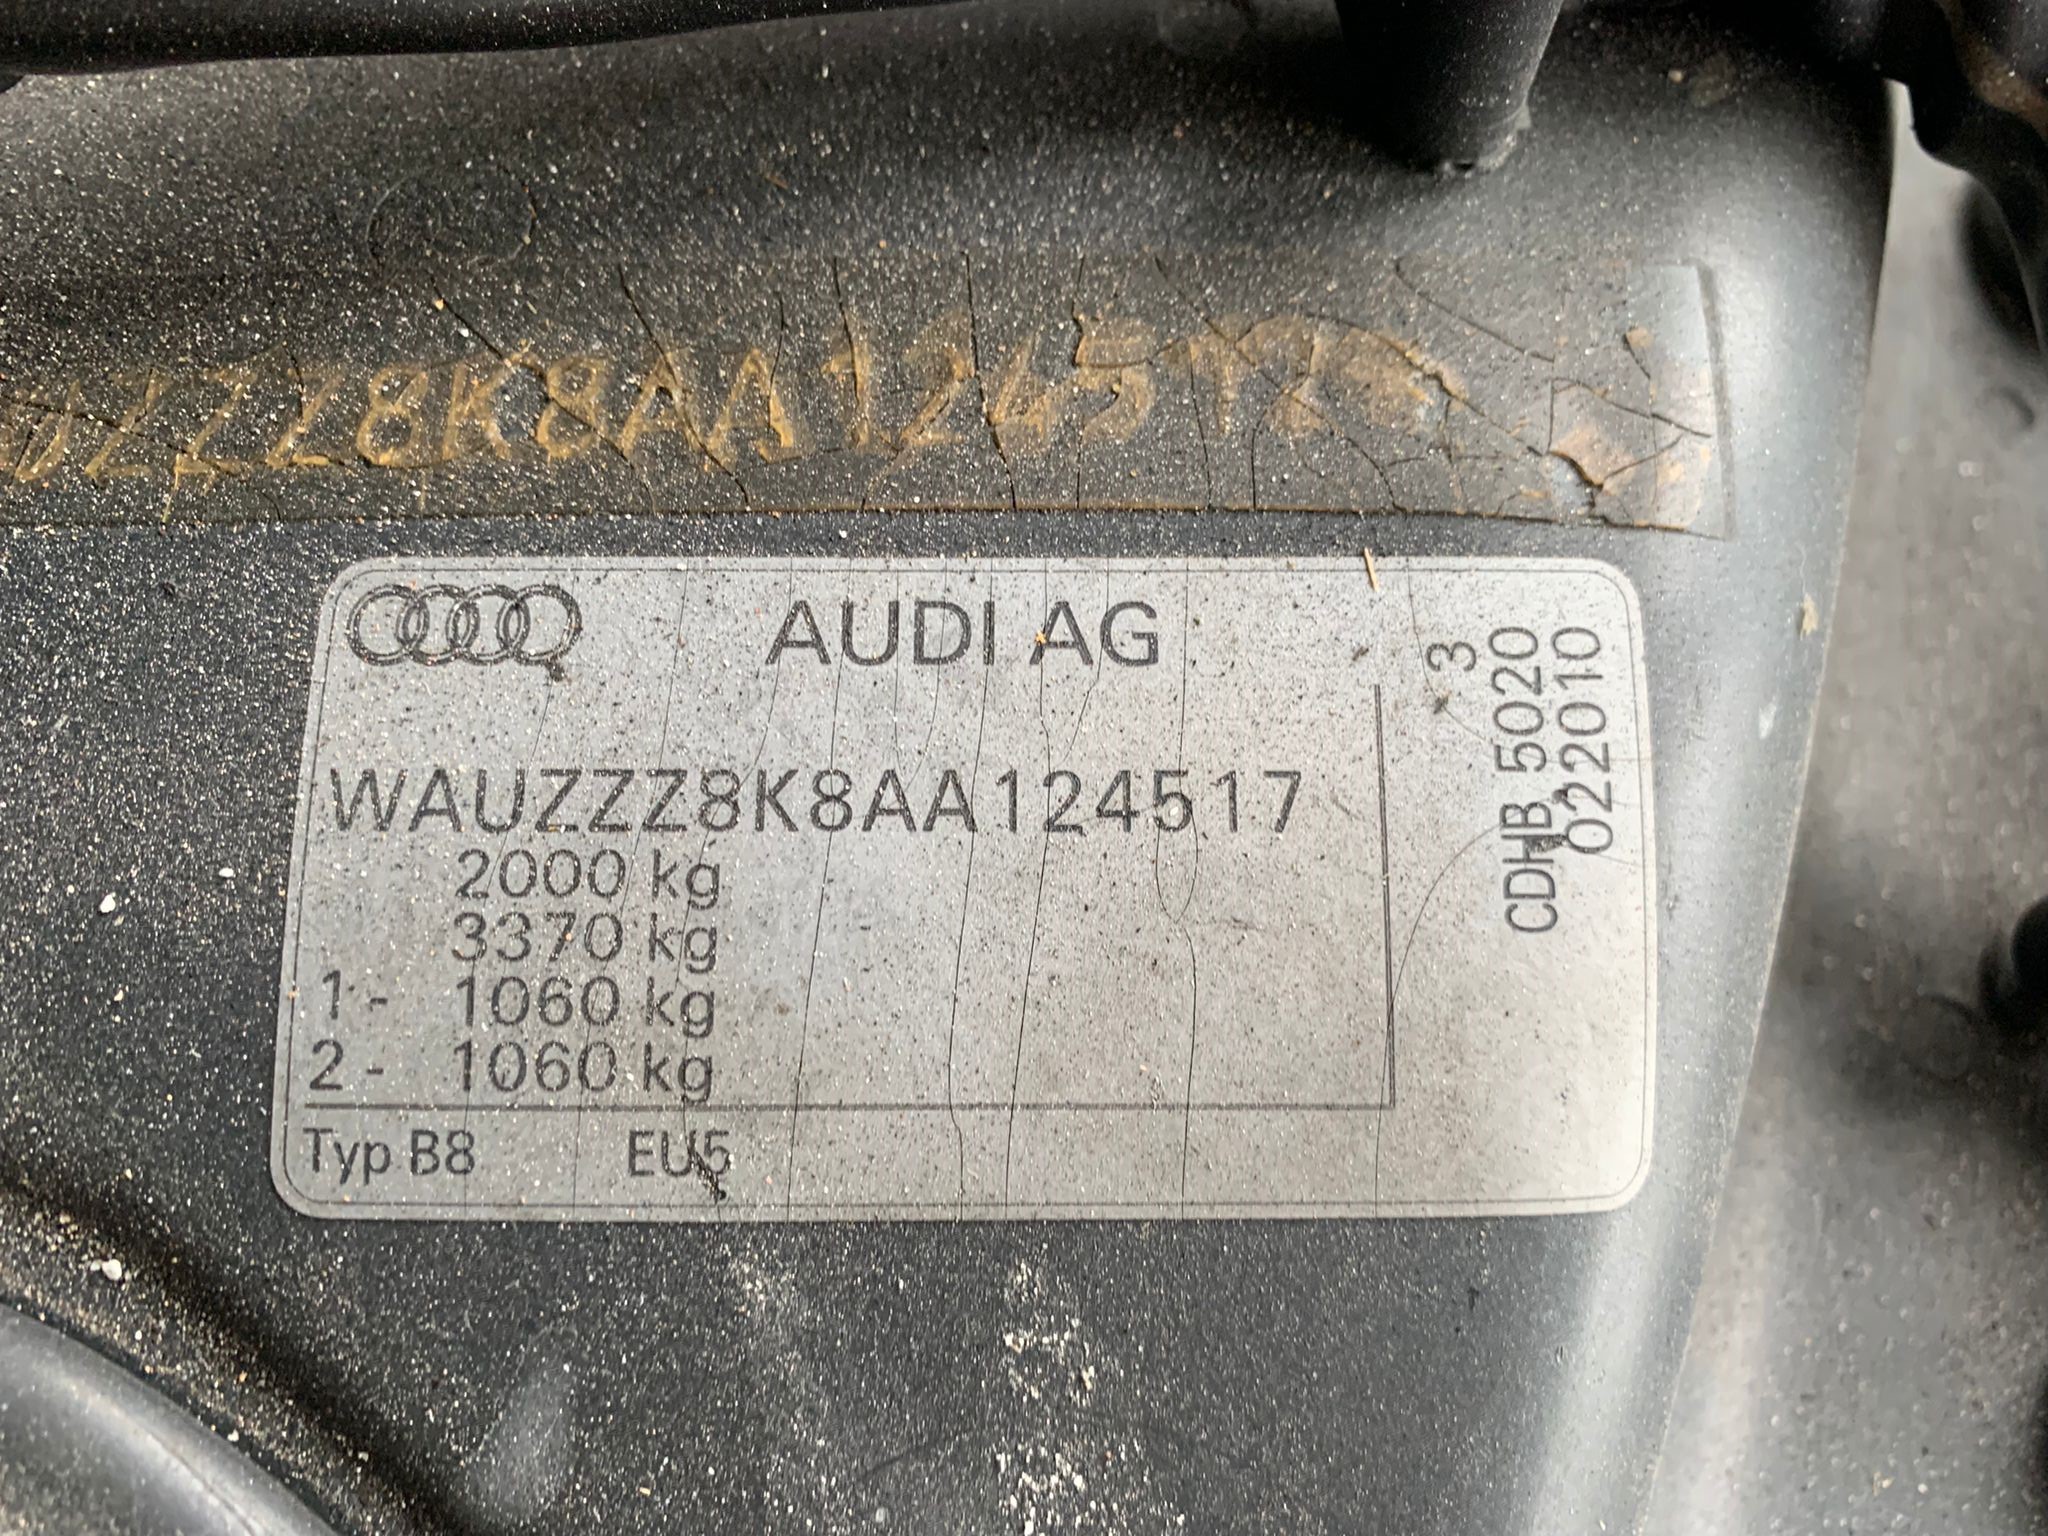 UZZZ8K8AA124517
AUDI AG
WAUZZZ8K8AA124517
2000 kg
3370 kg
1- 1060 kg
2- 1060 kg
Typ B8 EU5
3
CDHB 5020
022010